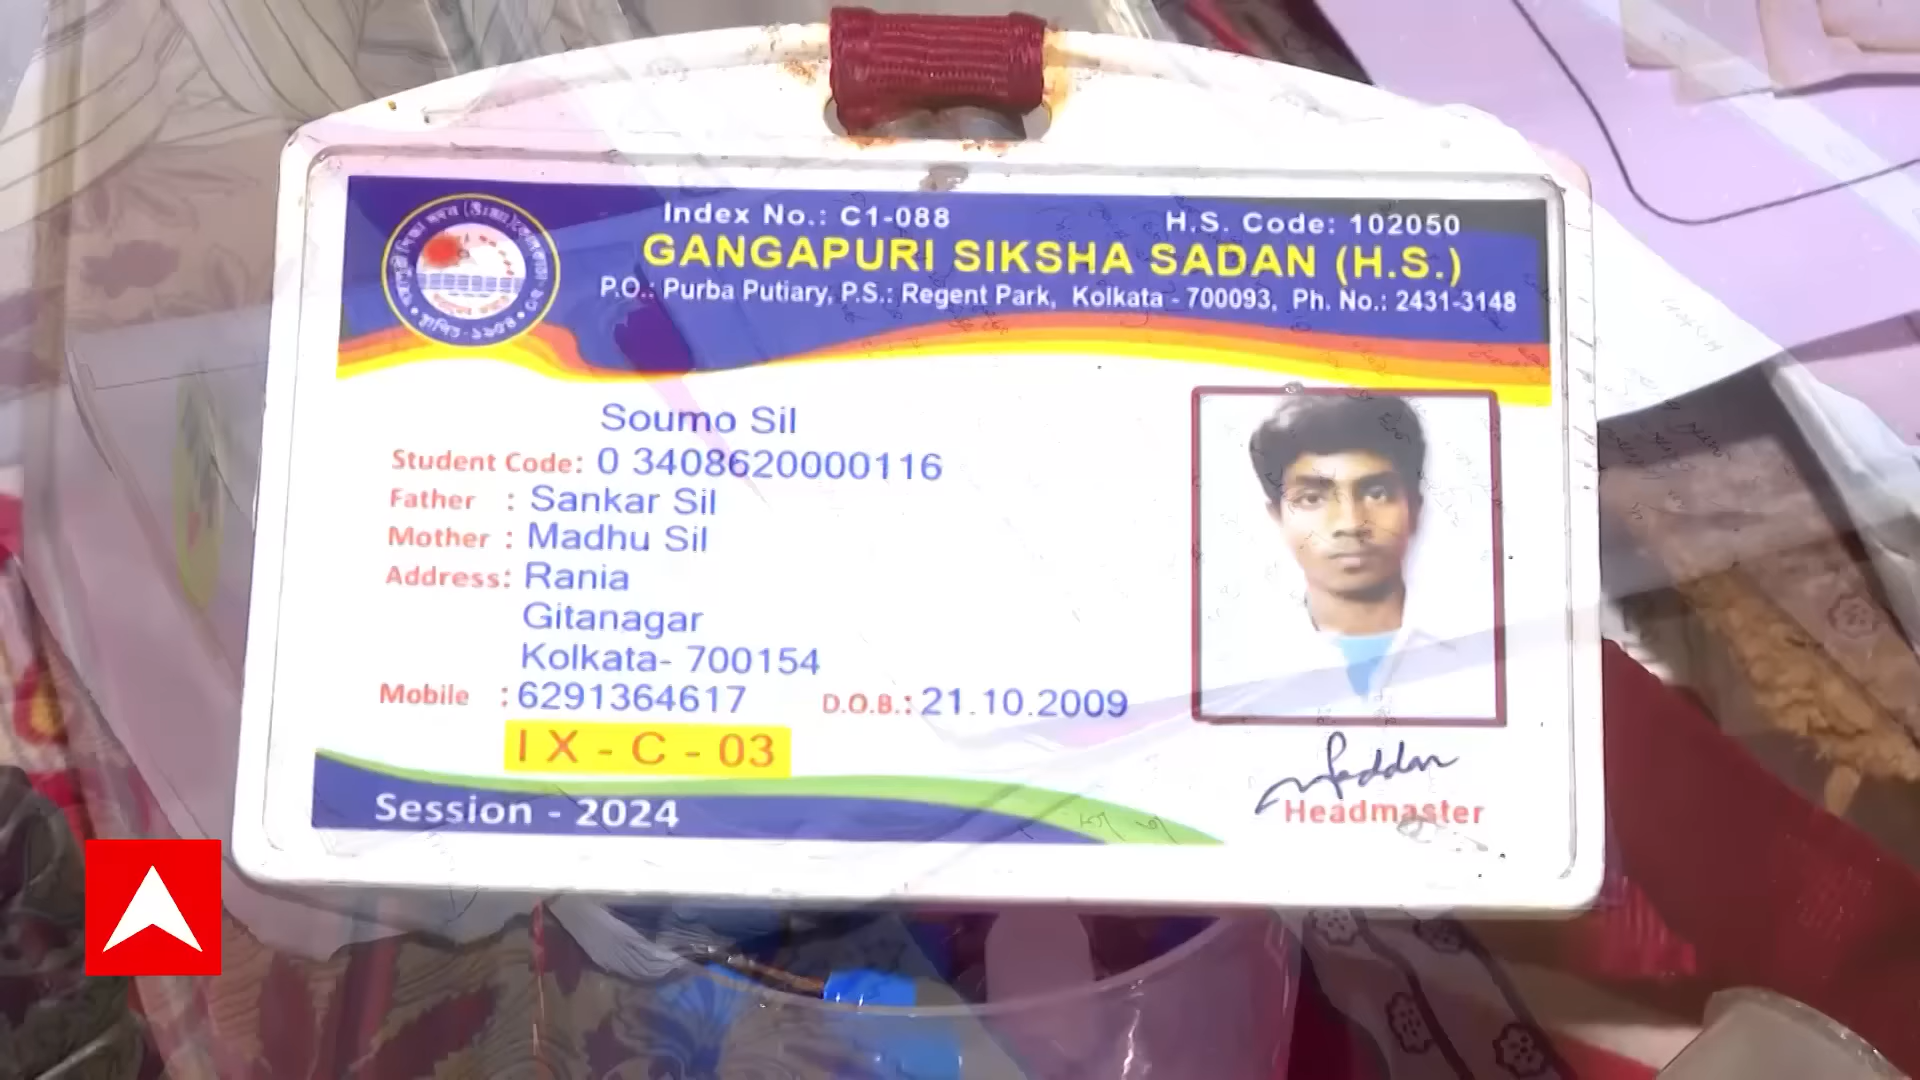 Index No.: C1-088 H.S. Code: 102050
GANGAPURI SIKSHA SADAN (H.S.)
P.O.: Purba Putiary, P.S.: Regent Park, Kolkata - 700093, Ph. No.: 2431-3148
Soumo Sil
Student Code: 0 3408620000116
Father : Sankar Sil
Mother : Madhu Sil
Address: Rania
Gitanagar
Kolkata- 700154
Mobile : 6291364617 D.O.B.: 21.10.2009
IX - C - 03
Session - 2024
Headmaster